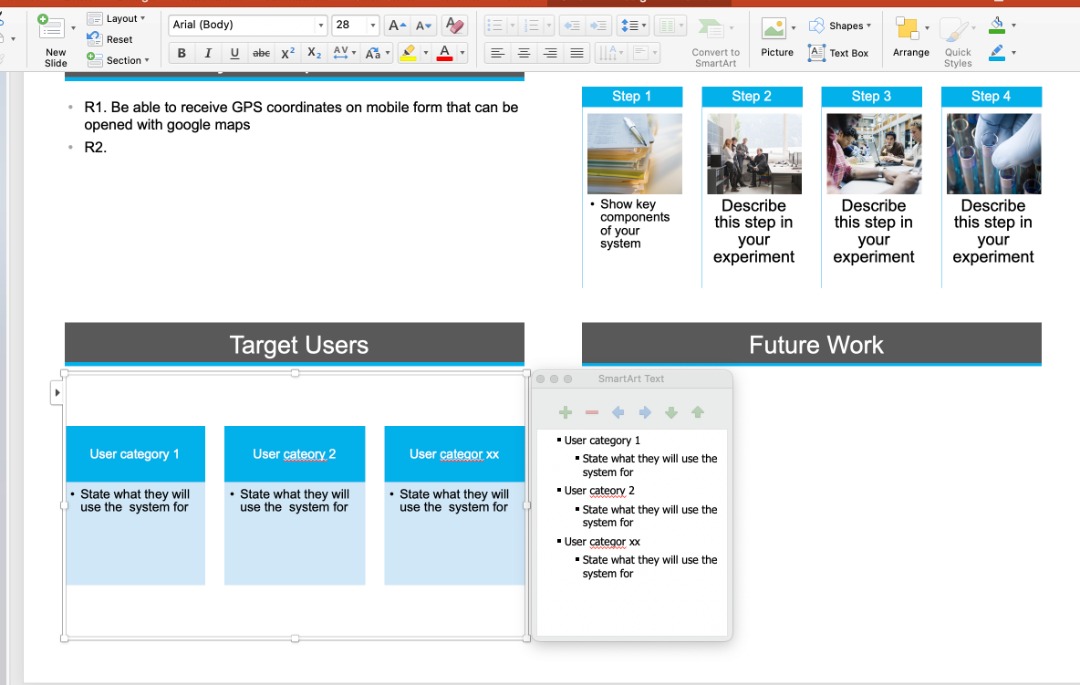 Layout
Reset
Section
New
Slide
Arial (Body)
28
A A
B I U abc X² X₂ AV Aa A
Convert to
SmartArt
Picture
Shapes
Text Box
A
Arrange
Quick
Styles
• R1. Be able to receive GPS coordinates on mobile form that can be
opened with google maps
• R2.
Step 1
Step 2
Step 3
Step 4
• Show key
components
of your
system
Describe
this step in
your
experiment
Describe
this step in
your
experiment
Describe
this step in
your
experiment
Target Users
Future Work
User category 1
User cateory 2
User categor xx
• State what they will
use the system for
• State what they will
use the system for
• State what they will
use the system for
SmartArt Text
▪ User category 1
▪ State what they will use the
system for
▪ User cateory 2
▪ State what they will use the
system for
▪ User categor xx
▪ State what they will use the
system for